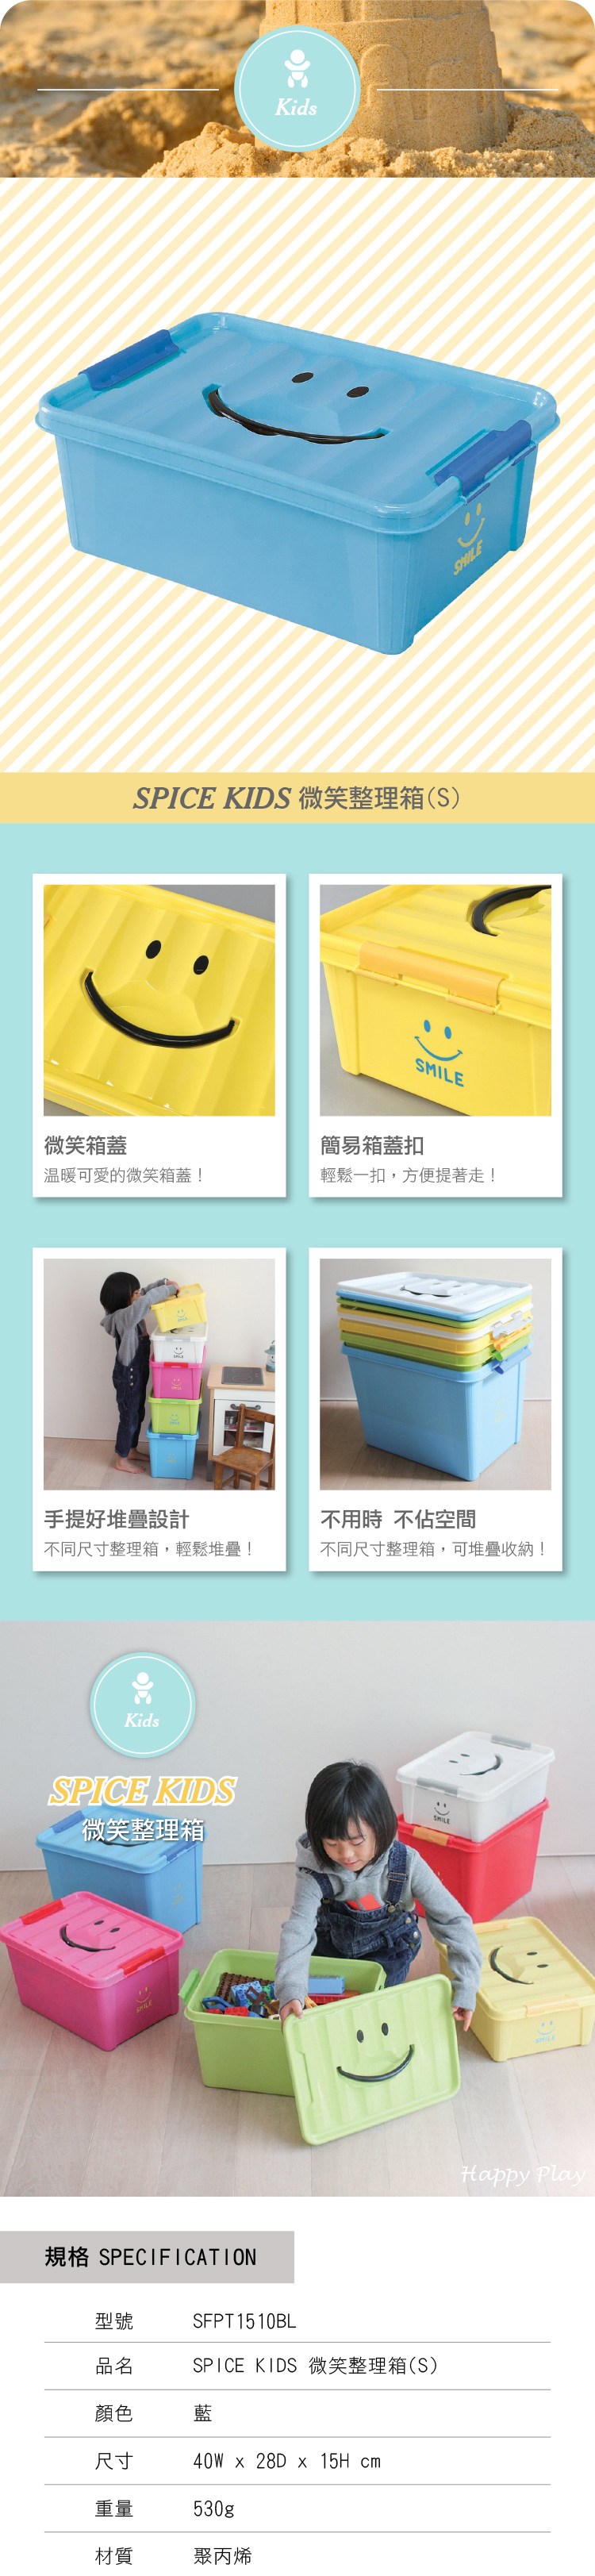 Kids
SMILE
SPICE KIDS 微笑整理箱(S)
SMILE
微笑箱蓋
温暖可愛的微笑箱蓋！
簡易箱蓋扣
輕鬆一扣，方便提著走！
SMILE
SMILE
手提好堆疊設計
不同尺寸整理箱，輕鬆堆疊！
不用時 不佔空間
不同尺寸整理箱，可堆疊收納！
Kids
SPICE KIDS
微笑整理箱
SMILE
SMILE
SMILE
Happy Play
規格 SPECIFICATION
型號 SFPT1510BL
品名 SPICE KIDS 微笑整理箱(S)
顏色 藍
尺寸 40W x 28D x 15H cm
重量 530g
材質 聚丙烯